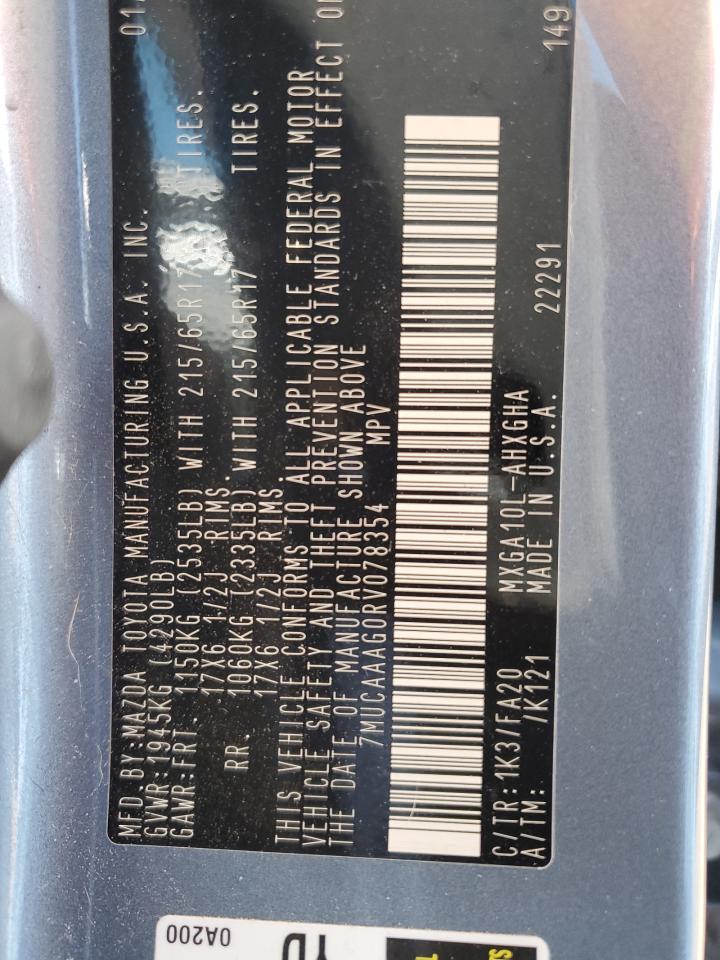 MFD.BY:MAZDA TOYOTA MANUFACTURING U.S.A. INC. 01
GVWR:1945KG (4290LB)
GAWR:FRT. 1150KG (2535LB) WITH 215/65R17 TIRES.
17X6 1/2J RIMS.
RR. 1060KG (2335LB) WITH 215/65R17 TIRES.
17X6 1/2J RIMS.
THIS VEHICLE CONFORMS TO ALL APPLICABLE FEDERAL MOTOR
VEHICLE SAFETY AND THEFT PREVENTION STANDARDS IN EFFECT
THE DATE OF MANUFACTURE SHOWN ABOVE
7MUCAAAG0RV078354 MPV
C/TR:1K3/FA20 MXGA10L-AHXGHA
A/TM: /K121 MADE IN U.S.A. 22291 149
0A200